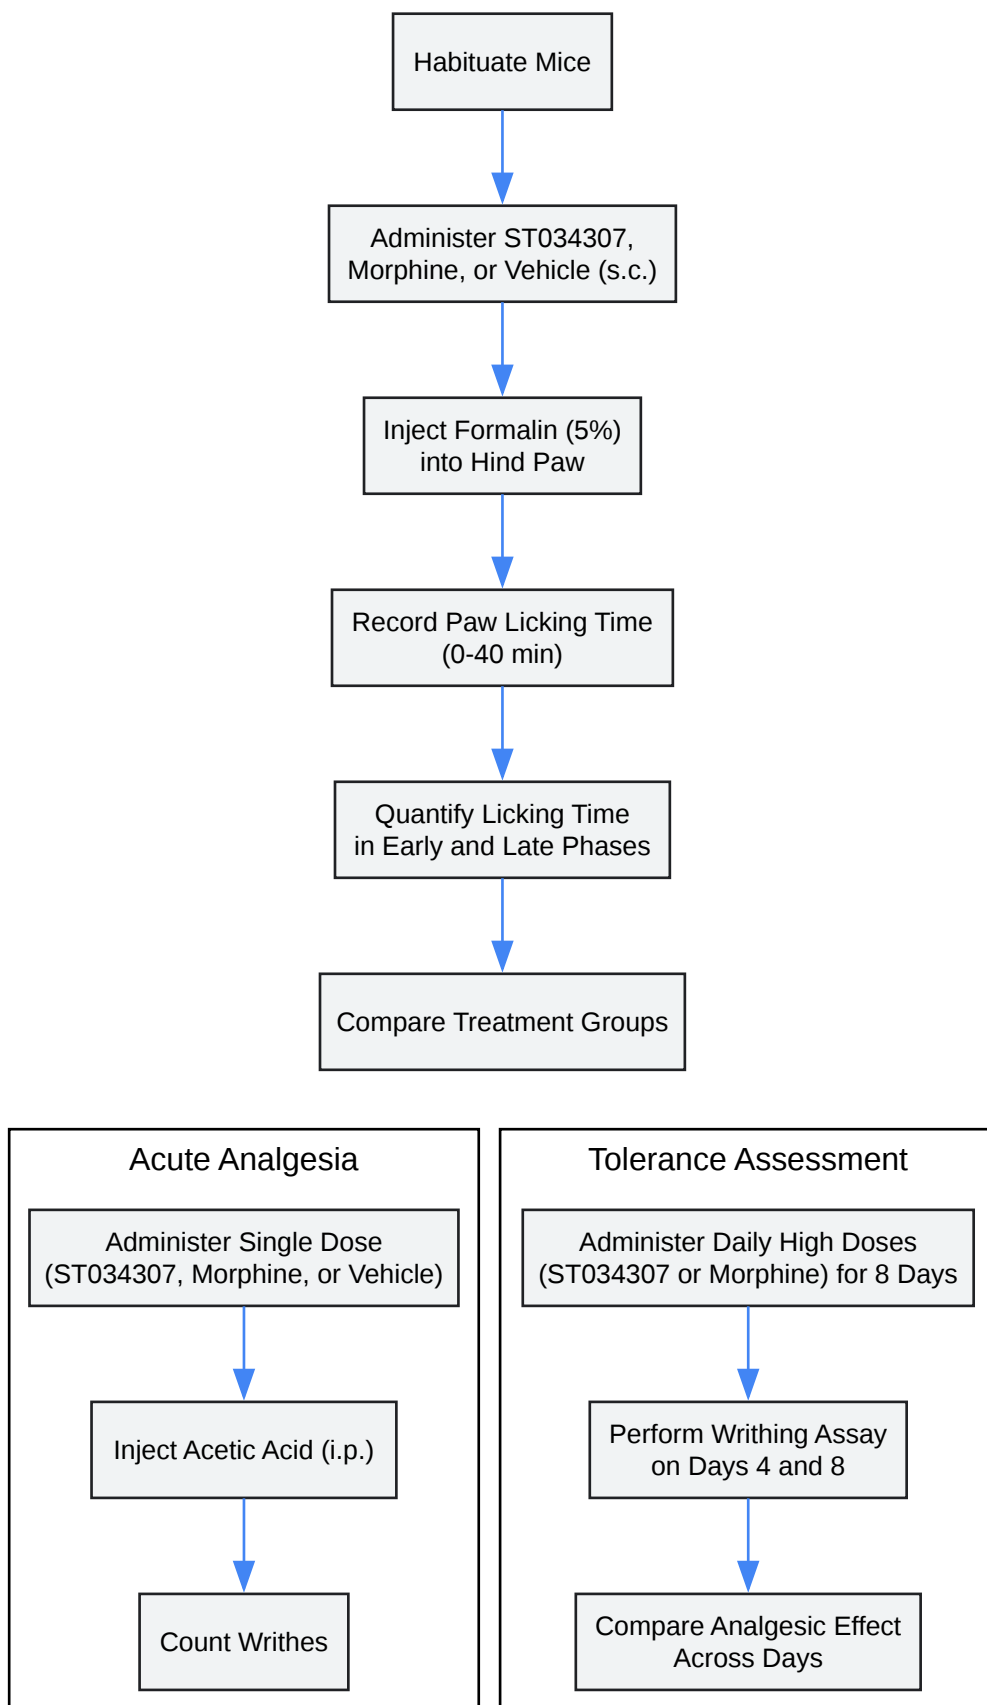 Habituate Mice
Administer ST034307,
Morphine, or Vehicle (s.c.)
Inject Formalin (5%)
into Hind Paw
Record Paw Licking Time
(0-40 min)
Quantify Licking Time
in Early and Late Phases
Compare Treatment Groups
Acute Analgesia
Administer Single Dose
(ST034307, Morphine, or Vehicle)
Inject Acetic Acid (i.p.)
Count Writhes
Tolerance Assessment
Administer Daily High Doses
(ST034307 or Morphine) for 8 Days
Perform Writhing Assay
on Days 4 and 8
Compare Analgesic Effect
Across Days